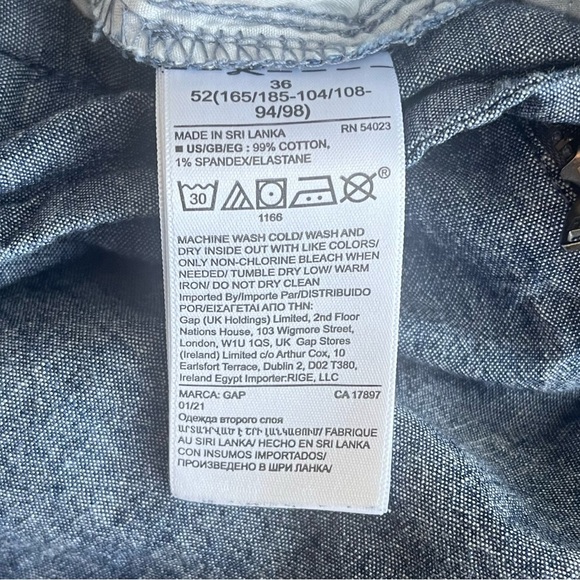 36
52(165/185-104/108-
94/98)
MADE IN SRI LANKA RN 54023
■ US/GB/EG : 99% COTTON,
1% SPANDEX/ELASTANE
30
®
1166
MACHINE WASH COLD/ WASH AND
DRY INSIDE OUT WITH LIKE COLORS/
ONLY NON-CHLORINE BLEACH WHEN
NEEDED/ TUMBLE DRY LOW/ WARM
IRON/ DO NOT DRY CLEAN
Imported By/Importe Par/DISTRIBUIDO
POR/ΕΙΣΑΓΕΤΑΙ ΑΠΟ ΤΗΝ:
Gap (UK Holdings) Limited, 2nd Floor
Nations House, 103 Wigmore Street,
London, W1U 1QS, UK Gap Stores
(Ireland) Limited c/o Arthur Cox, 10
Earlsfort Terrace, Dublin 2, D02 T380,
Ireland Egypt Importer:RIGE, LLC
MARCA: GAP CA 17897
01/21
Одежда второго слоя
ԱՐՏԱԴՐՎԱԾ Է ՇՐԻ ԼԱՆԿԱՅՈՒՄ/ FABRIQUE
AU SIRI LANKA/ HECHO EN SRI LANKA
CON INSUMOS IMPORTADOS/
ПРОИЗВЕДЕНО В ШРИ ЛАНКА/